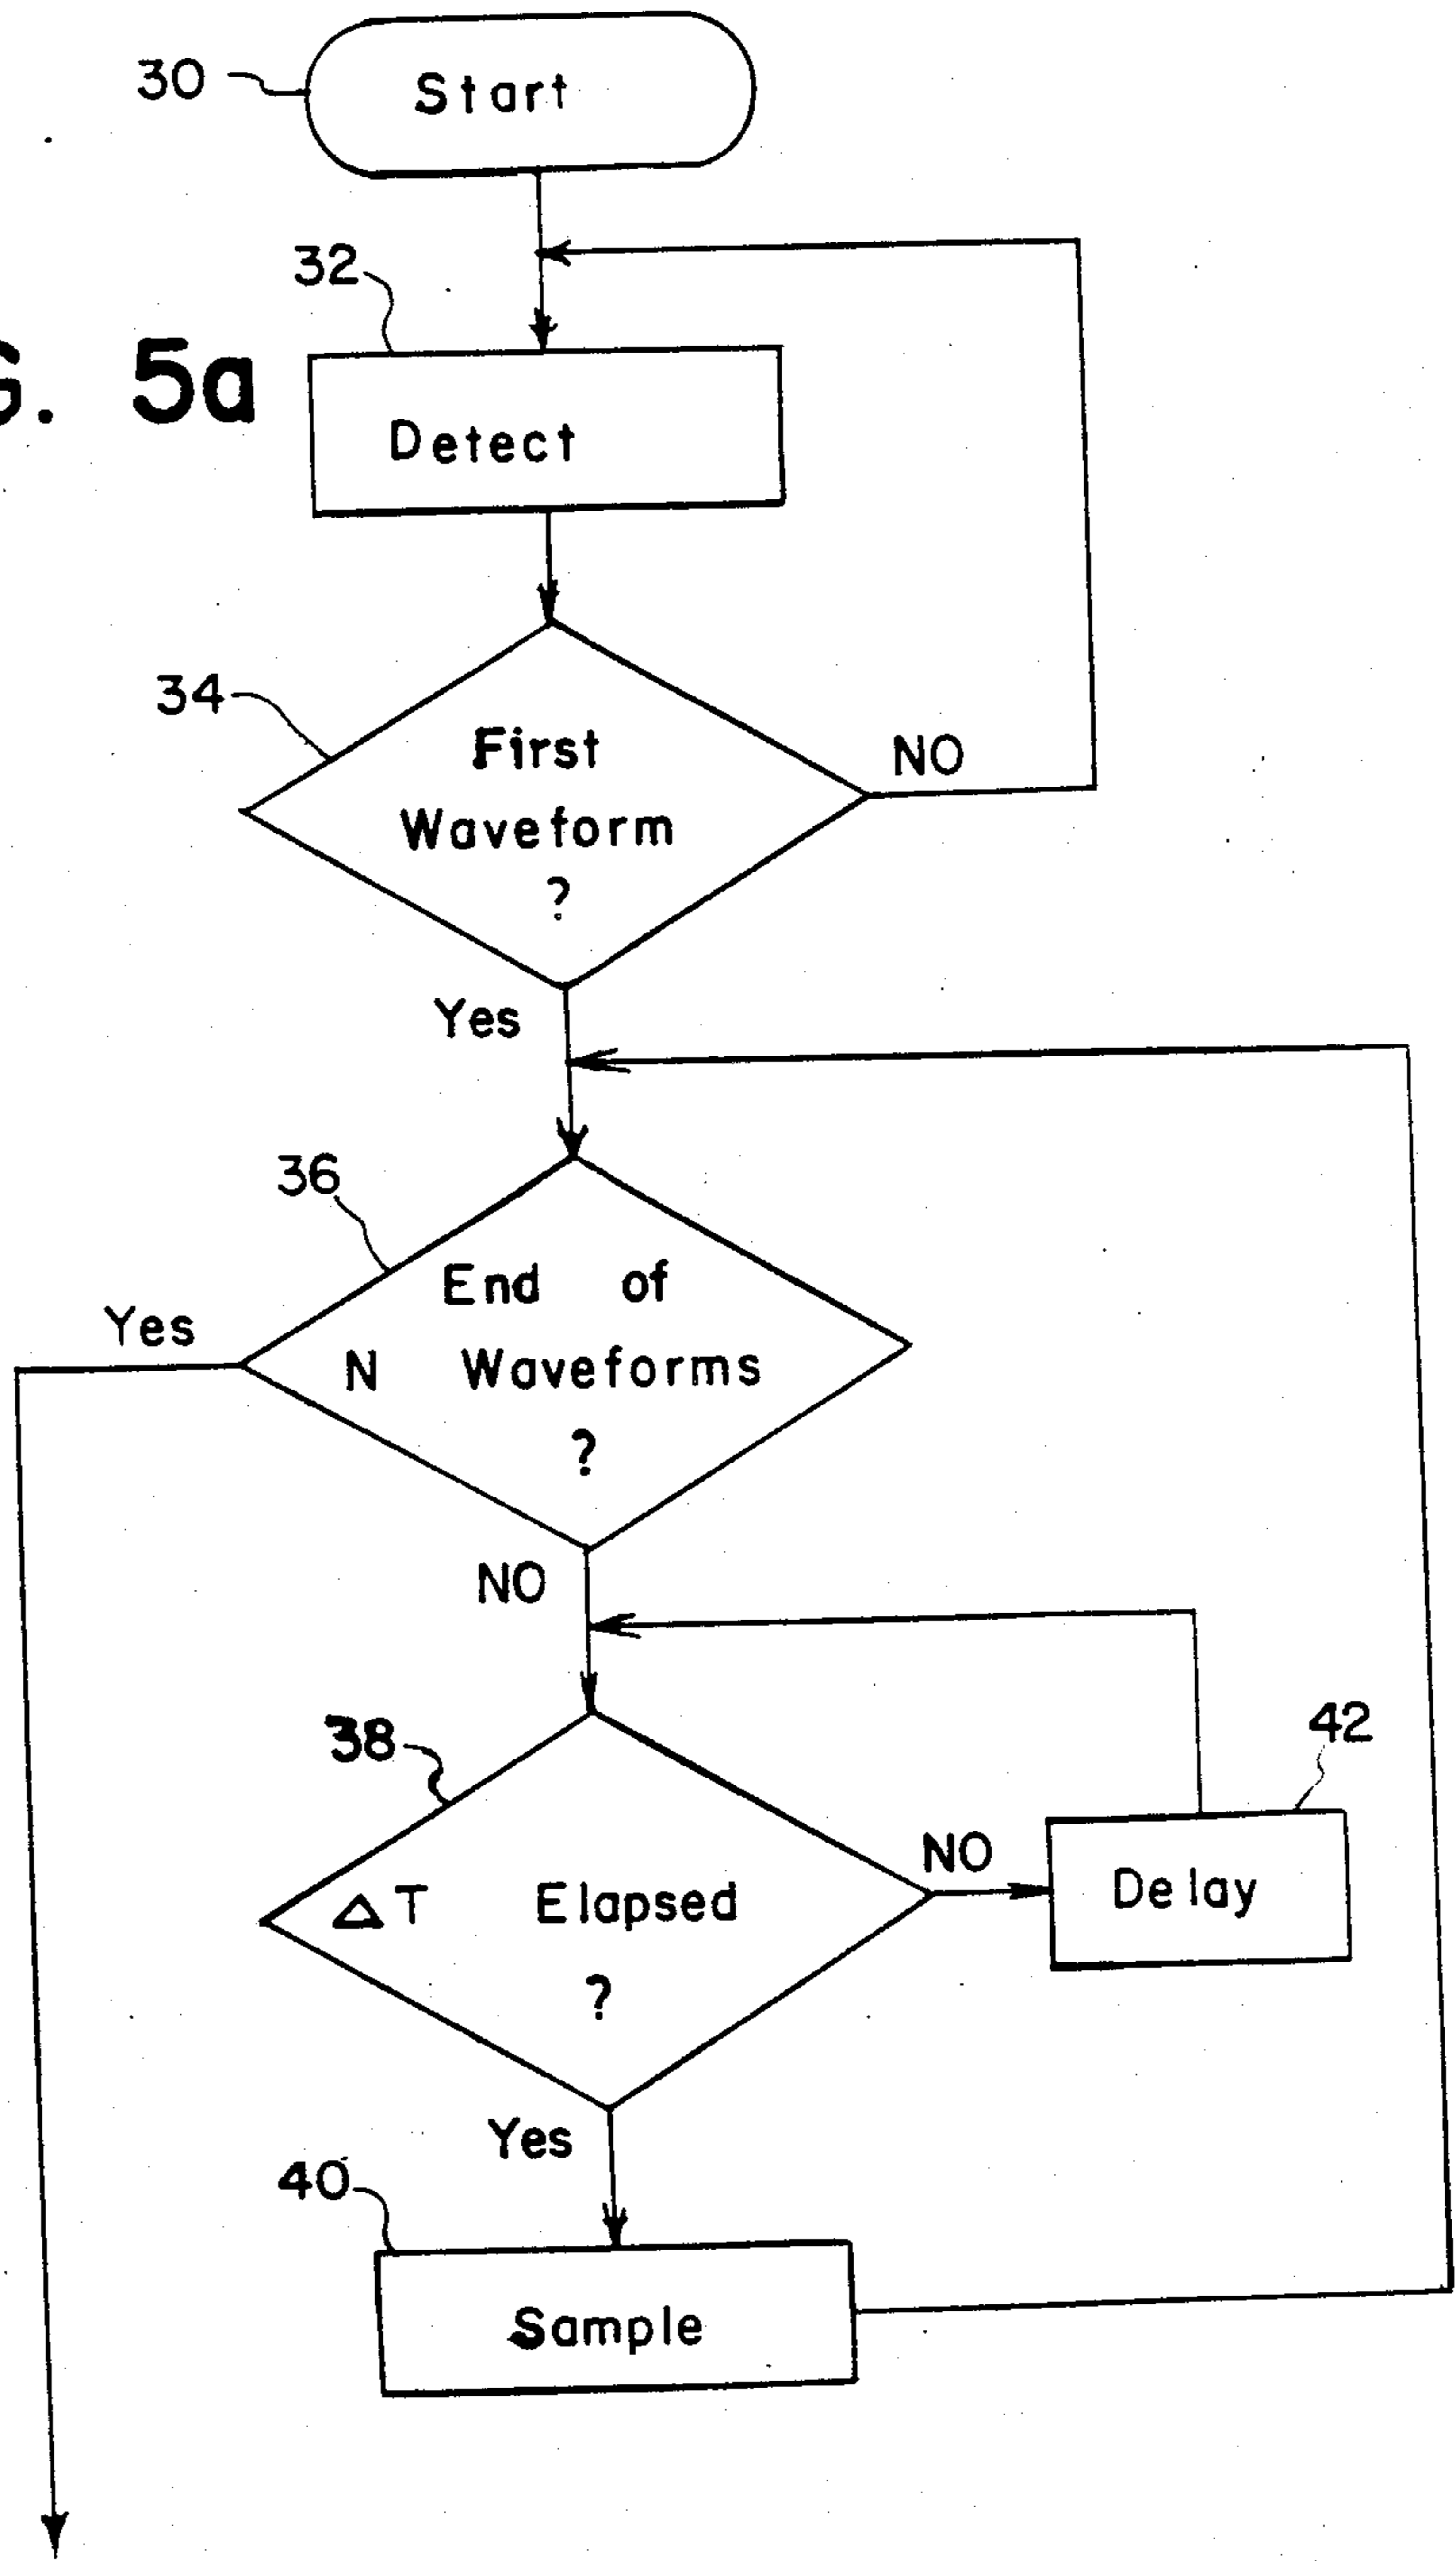 30
Start
32
G. 5a
Detect
34
First
Waveform
?
NO
Yes
36
End of
N Waveforms
?
Yes
NO
38
42
Δ T Elapsed
?
NO
Delay
Yes
40
Sample